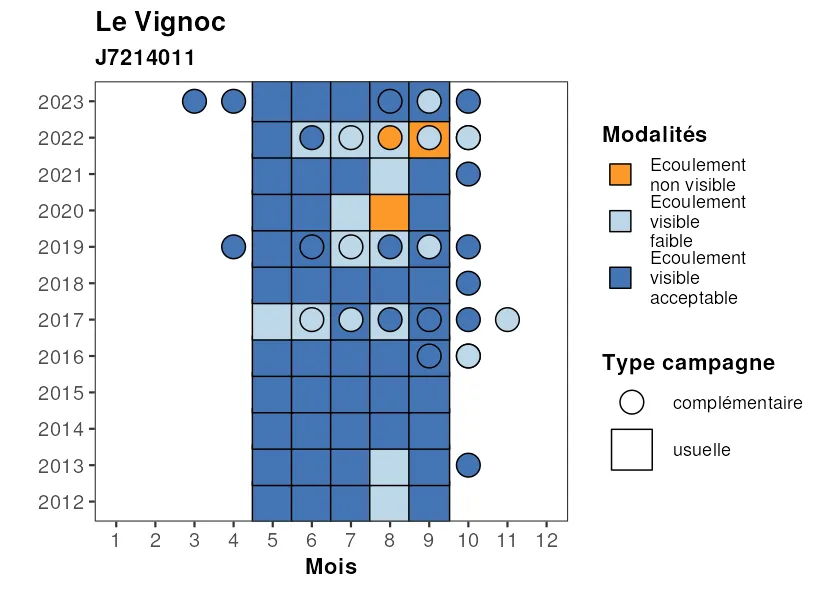 Le Vignoc
J7214011
2023
2022
2021
2020
2019
2018
2017
2016
2015
2014
2013
2012
1 2 3 4 5 6 7 8 9 10 11 12
Mois
Modalités
Ecoulement
non visible
Ecoulement
visible
faible
Ecoulement
visible
acceptable
Type campagne
complémentaire
usuelle